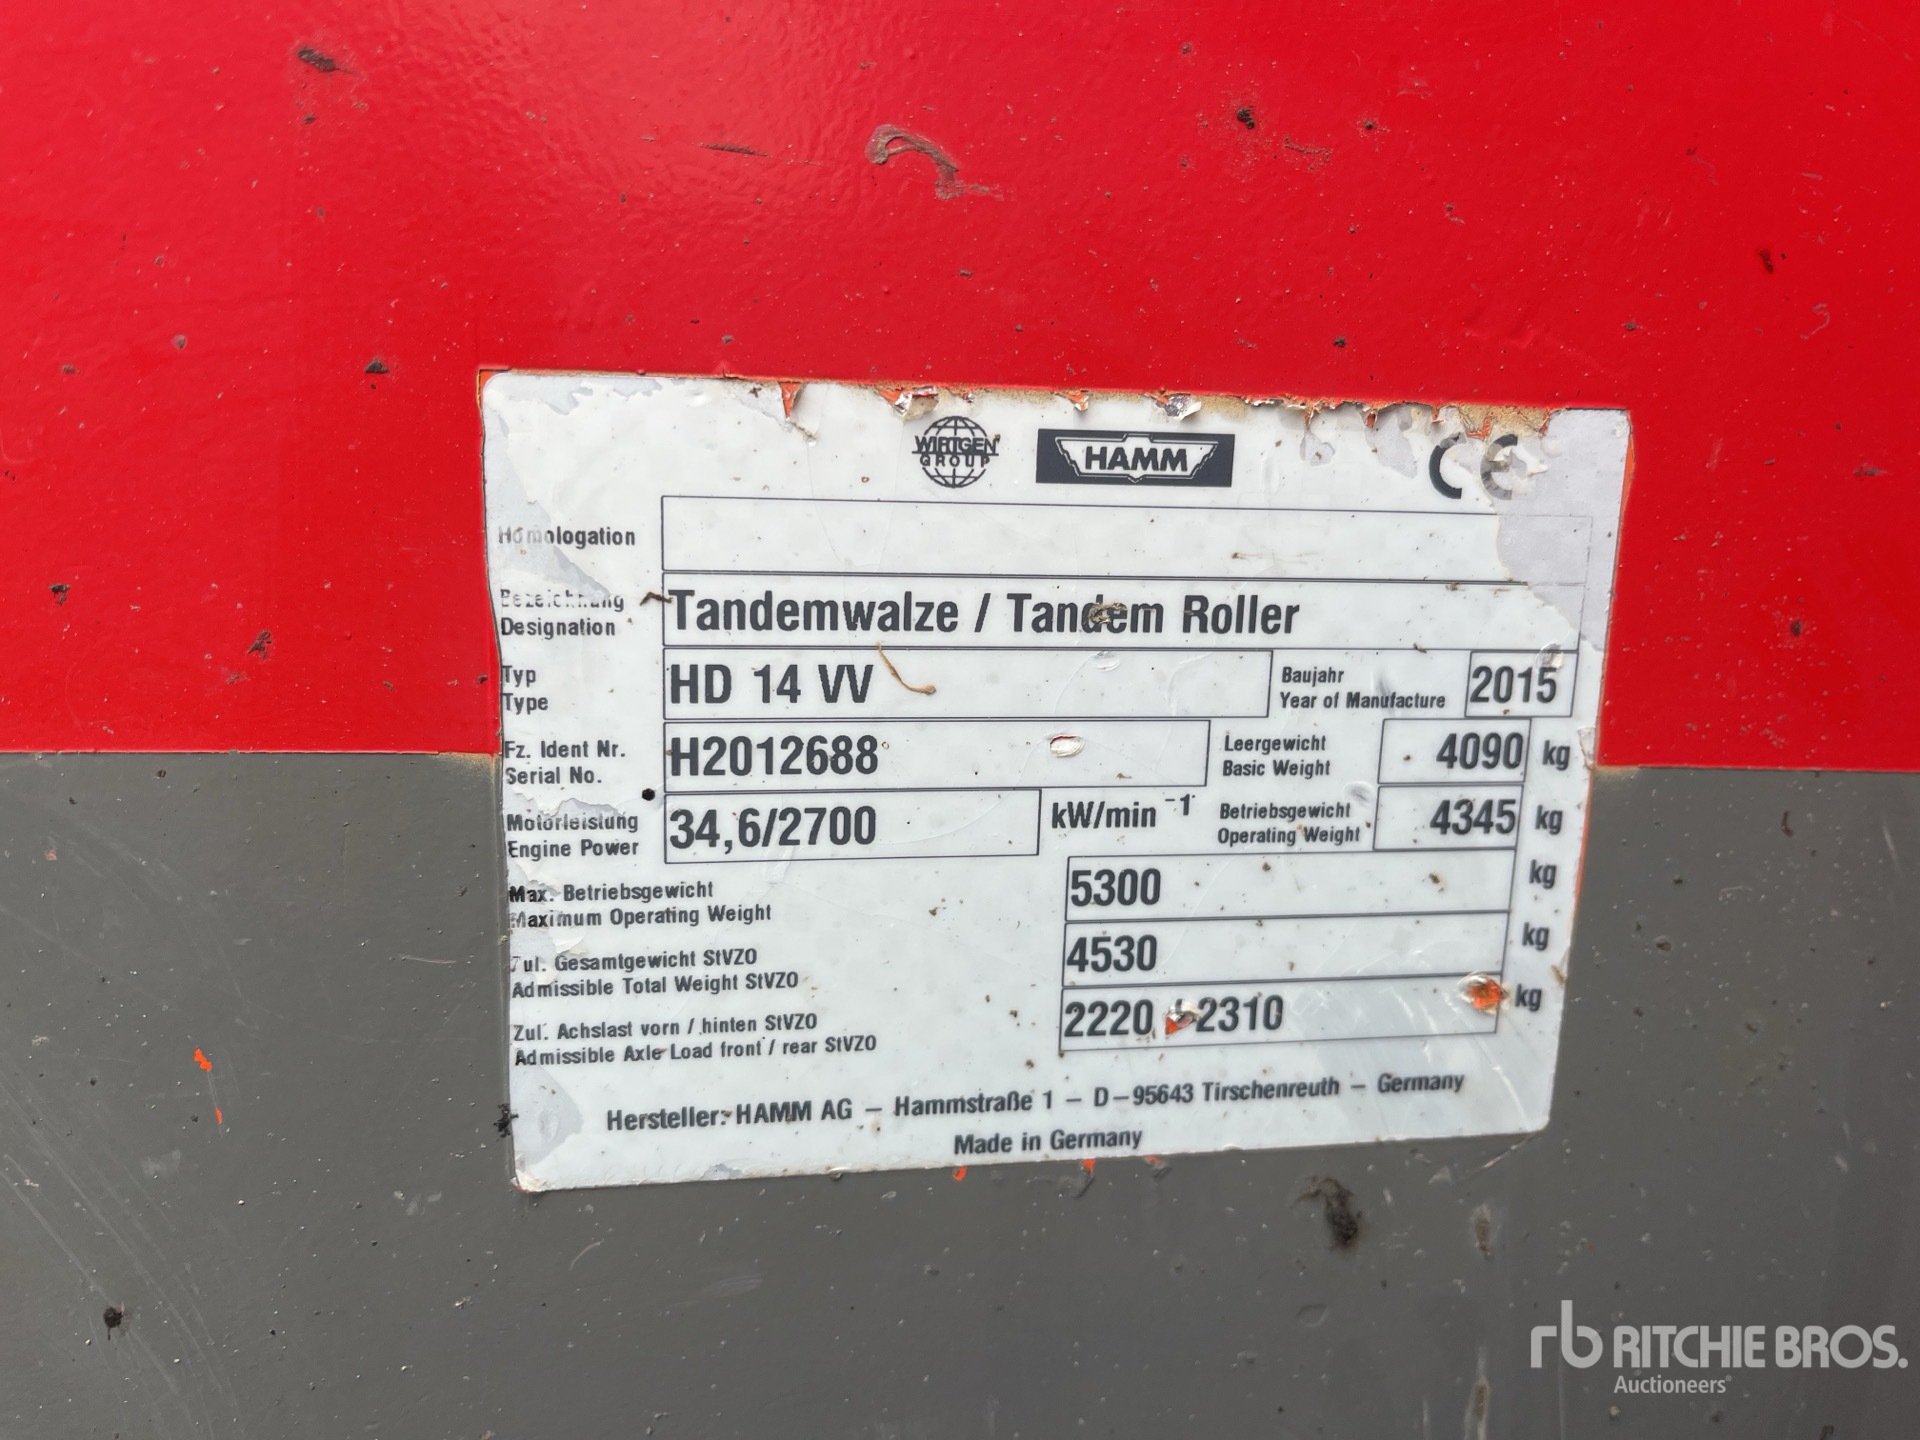 WIRTGEN GROUP HAMM CE
Homologation
Bezeichnung
Designation
Tandemwalze / Tandem Roller
Typ
Type
HD 14 VV
Baujahr
Year of Manufacture
2015
Fz. Ident Nr.
Serial No.
H2012688
Leergewicht
Basic Weight
4090 kg
Motorleistung
Engine Power
34,6/2700 kW/min⁻¹
Betriebsgewicht
Operating Weight
4345 kg
Max. Betriebsgewicht
Maximum Operating Weight
5300 kg
Zul. Gesamtgewicht StVZO
Admissible Total Weight StVZO
4530 kg
Zul. Achslast vorn / hinten StVZO
Admissible Axle Load front / rear StVZO
2220 2310 kg
Hersteller: HAMM AG – Hammstraße 1 – D–95643 Tirschenreuth – Germany
Made in Germany
rb RITCHIE BROS.
Auctioneers